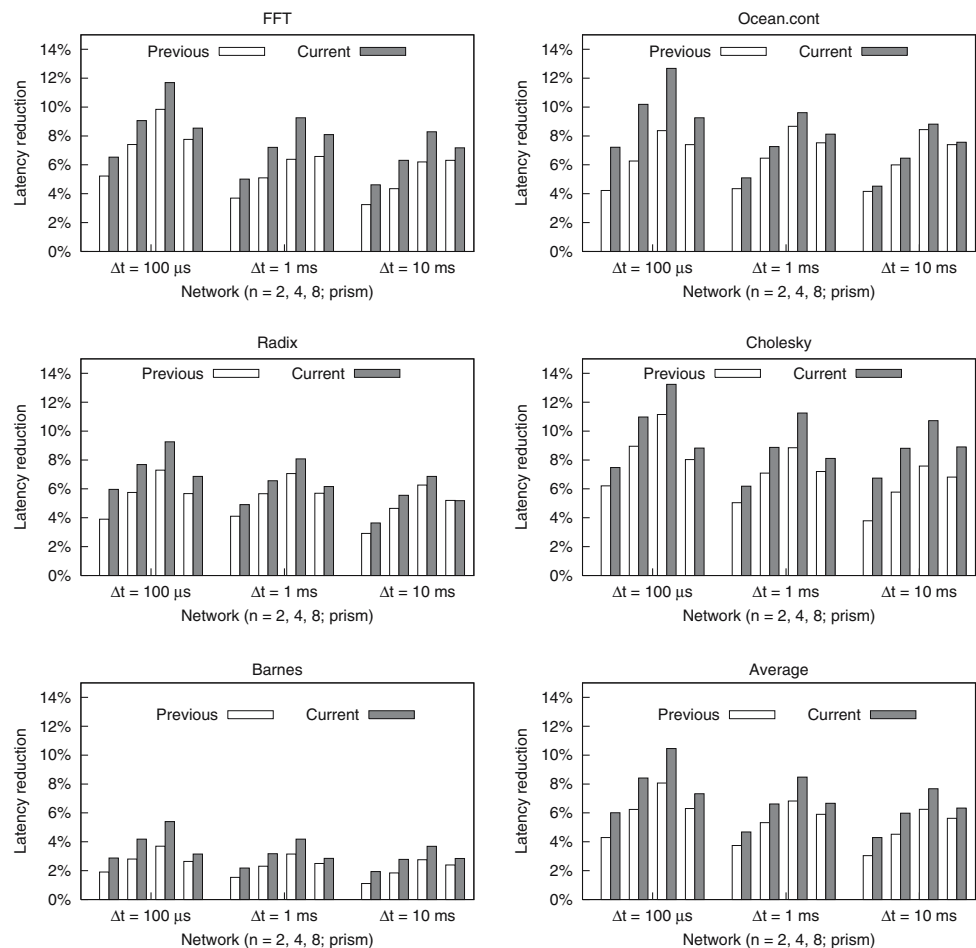 FFT
Previous Current
Latency reduction
14%
12%
10%
8%
6%
4%
2%
0%
Δt = 100 μs Δt = 1 ms Δt = 10 ms
Network (n = 2, 4, 8; prism)
Ocean.cont
Previous Current
Latency reduction
14%
12%
10%
8%
6%
4%
2%
0%
Δt = 100 μs Δt = 1 ms Δt = 10 ms
Network (n = 2, 4, 8; prism)
Radix
Previous Current
Latency reduction
14%
12%
10%
8%
6%
4%
2%
0%
Δt = 100 μs Δt = 1 ms Δt = 10 ms
Network (n = 2, 4, 8; prism)
Cholesky
Previous Current
Latency reduction
14%
12%
10%
8%
6%
4%
2%
0%
Δt = 100 μs Δt = 1 ms Δt = 10 ms
Network (n = 2, 4, 8; prism)
Barnes
Previous Current
Latency reduction
14%
12%
10%
8%
6%
4%
2%
0%
Δt = 100 μs Δt = 1 ms Δt = 10 ms
Network (n = 2, 4, 8; prism)
Average
Previous Current
Latency reduction
14%
12%
10%
8%
6%
4%
2%
0%
Δt = 100 μs Δt = 1 ms Δt = 10 ms
Network (n = 2, 4, 8; prism)